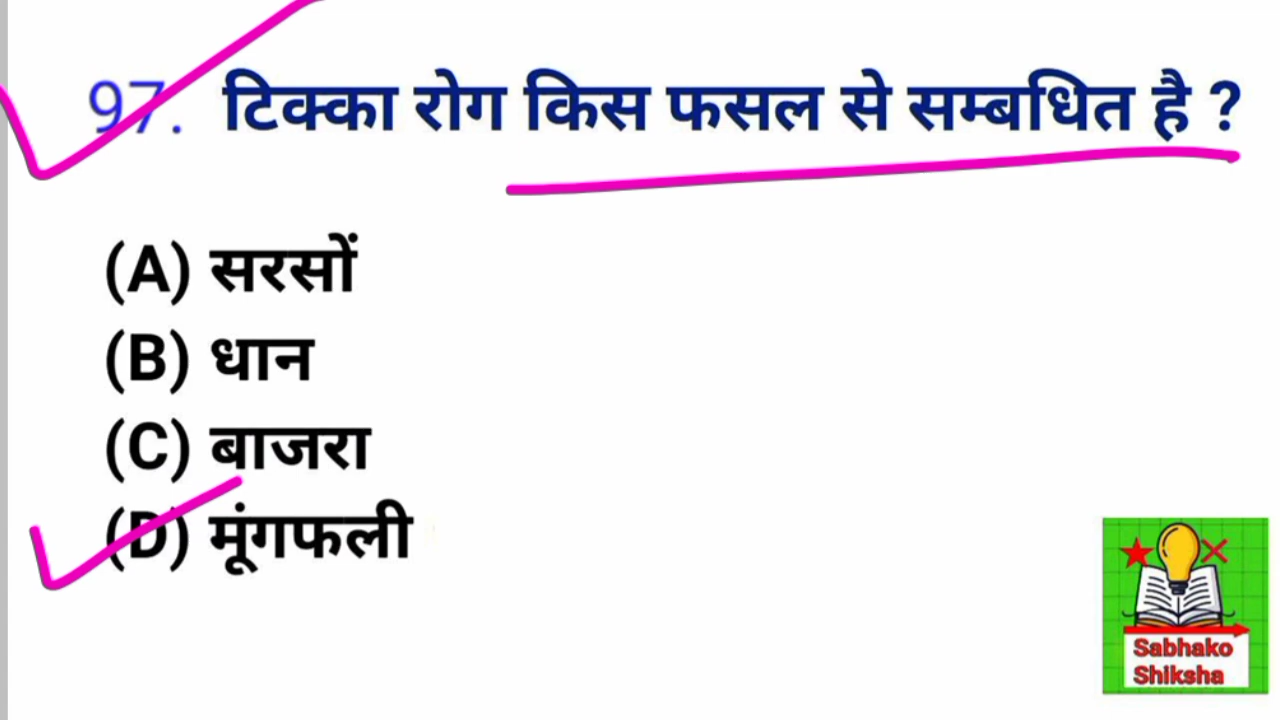 97. टिक्का रोग किस फसल से सम्बधित है ?
(A) सरसों
(B) धान
(C) बाजरा
(D) मूंगफली
Sabhako
Shiksha